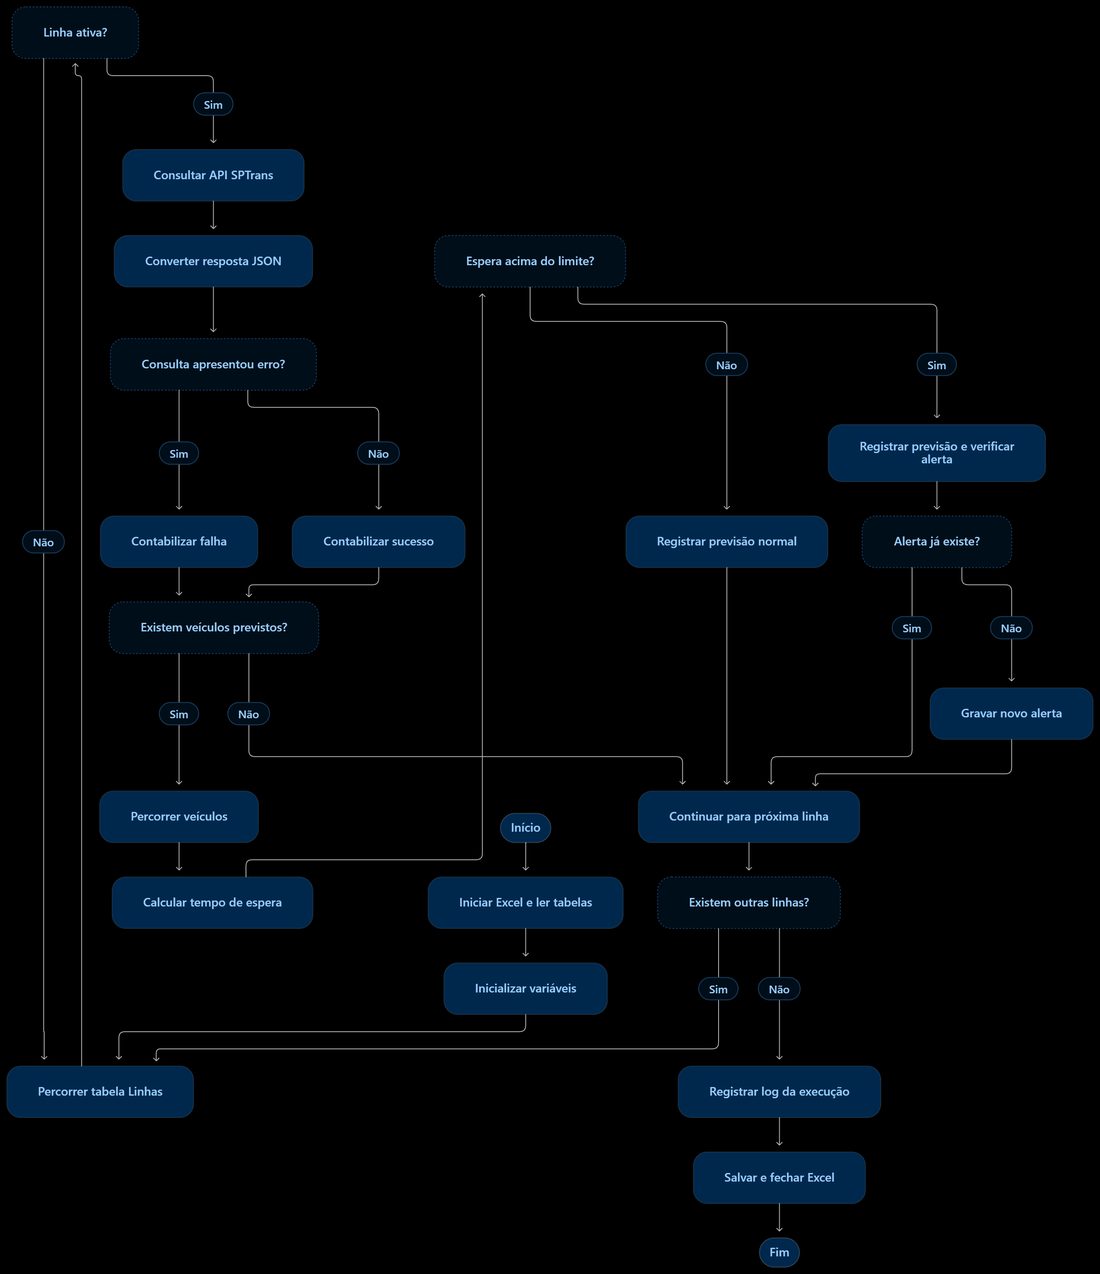 Linha ativa?
Sim
Consultar API SPTrans
Converter resposta JSON
Espera acima do limite?
Consulta apresentou erro?
Não
Sim
Registrar previsão e verificar
alerta
Sim
Não
Não
Contabilizar falha
Contabilizar sucesso
Registrar previsão normal
Alerta já existe?
Existem veículos previstos?
Sim
Não
Sim
Não
Gravar novo alerta
Percorrer veículos
Início
Continuar para próxima linha
Calcular tempo de espera
Iniciar Excel e ler tabelas
Existem outras linhas?
Inicializar variáveis
Sim
Não
Percorrer tabela Linhas
Registrar log da execução
Salvar e fechar Excel
Fim